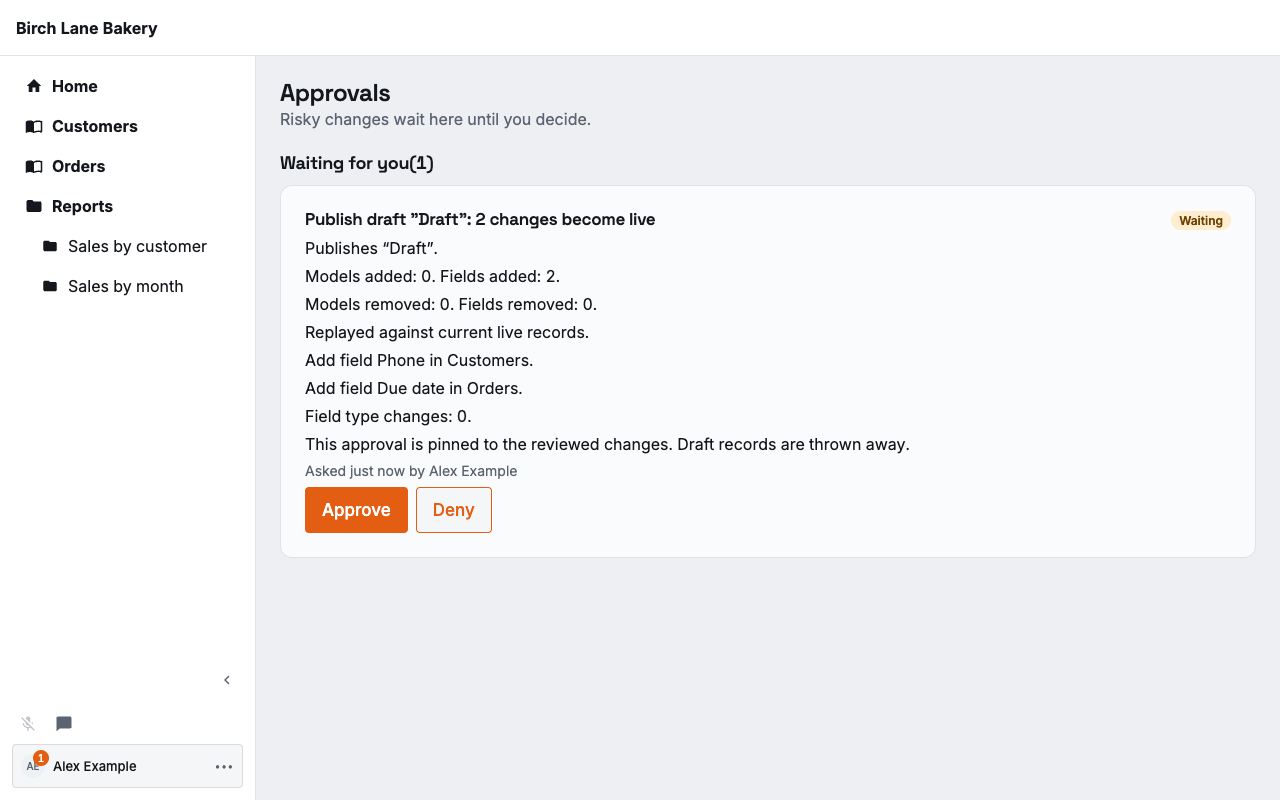 Birch Lane Bakery
Home
Customers
Orders
Reports
Sales by customer
Sales by month
1
AE
Alex Example
Approvals
Risky changes wait here until you decide.
Waiting for you(1)
Publish draft ”Draft”: 2 changes become live
Waiting
Publishes “Draft”.
Models added: 0. Fields added: 2.
Models removed: 0. Fields removed: 0.
Replayed against current live records.
Add field Phone in Customers.
Add field Due date in Orders.
Field type changes: 0.
This approval is pinned to the reviewed changes. Draft records are thrown away.
Asked just now by Alex Example
Approve
Deny